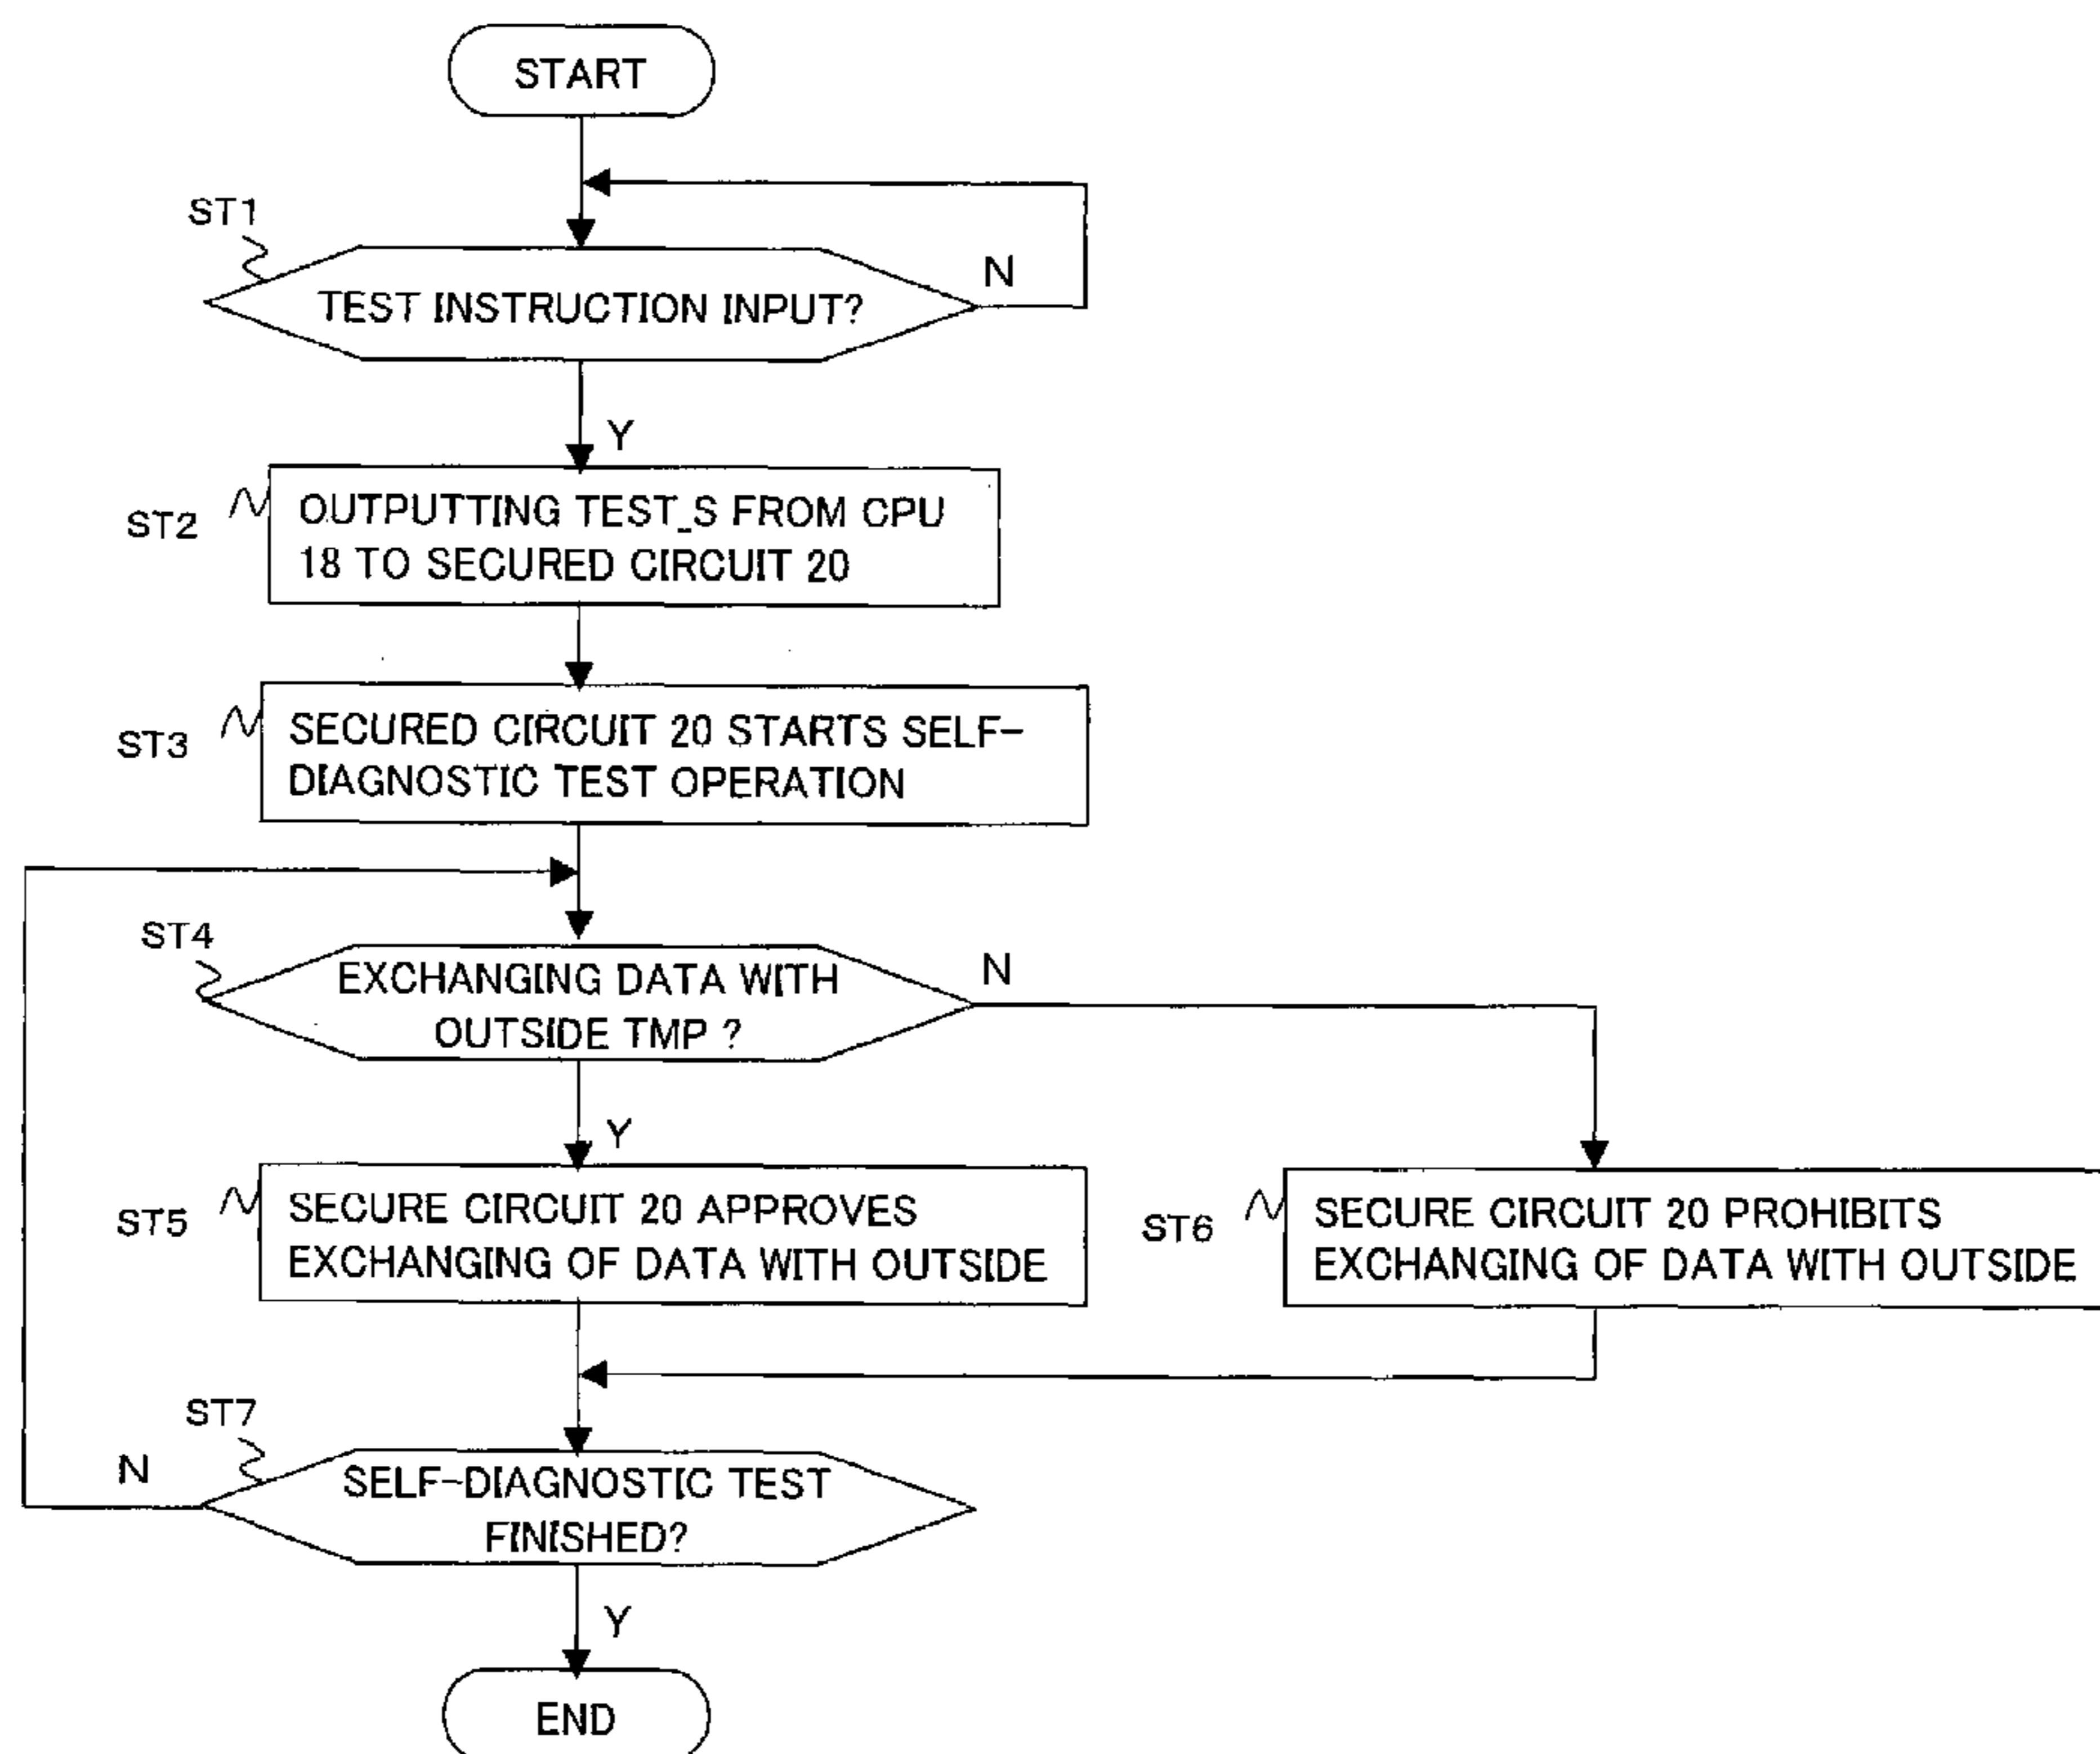 START
ST1
N
TEST INSTRUCTION INPUT?
Y
ST2
OUTPUTTING TEST_S FROM CPU
18 TO SECURED CIRCUIT 20
ST3
SECURED CIRCUIT 20 STARTS SELF-
DIAGNOSTIC TEST OPERATION
ST4
N
EXCHANGING DATA WITH
OUTSIDE TMP ?
Y
ST5
SECURE CIRCUIT 20 APPROVES
EXCHANGING OF DATA WITH OUTSIDE
ST6
SECURE CIRCUIT 20 PROHIBITS
EXCHANGING OF DATA WITH OUTSIDE
ST7
N
SELF-DIAGNOSTIC TEST
FINISHED?
Y
END